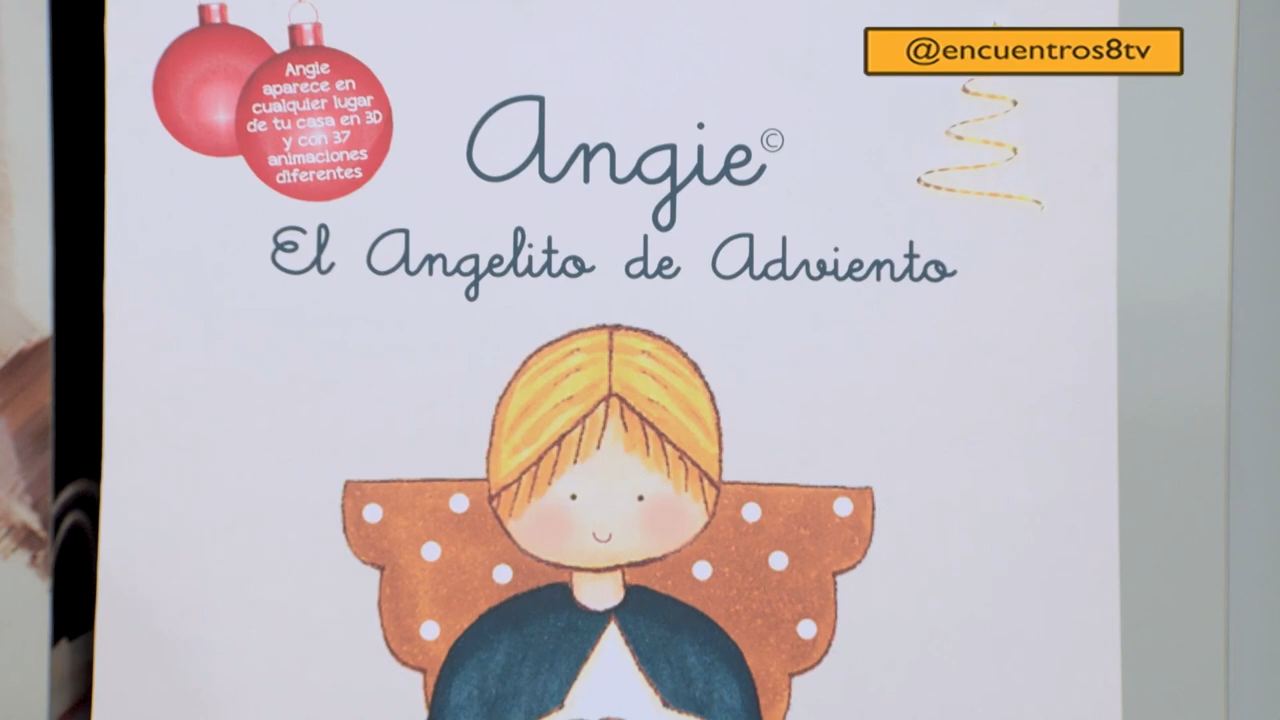 @encuentros8tv
Angie
aparece en
cualquier lugar
de tu casa en 3D
y con 37
animaciones
diferentes
Angie©
El Angelito de Adviento